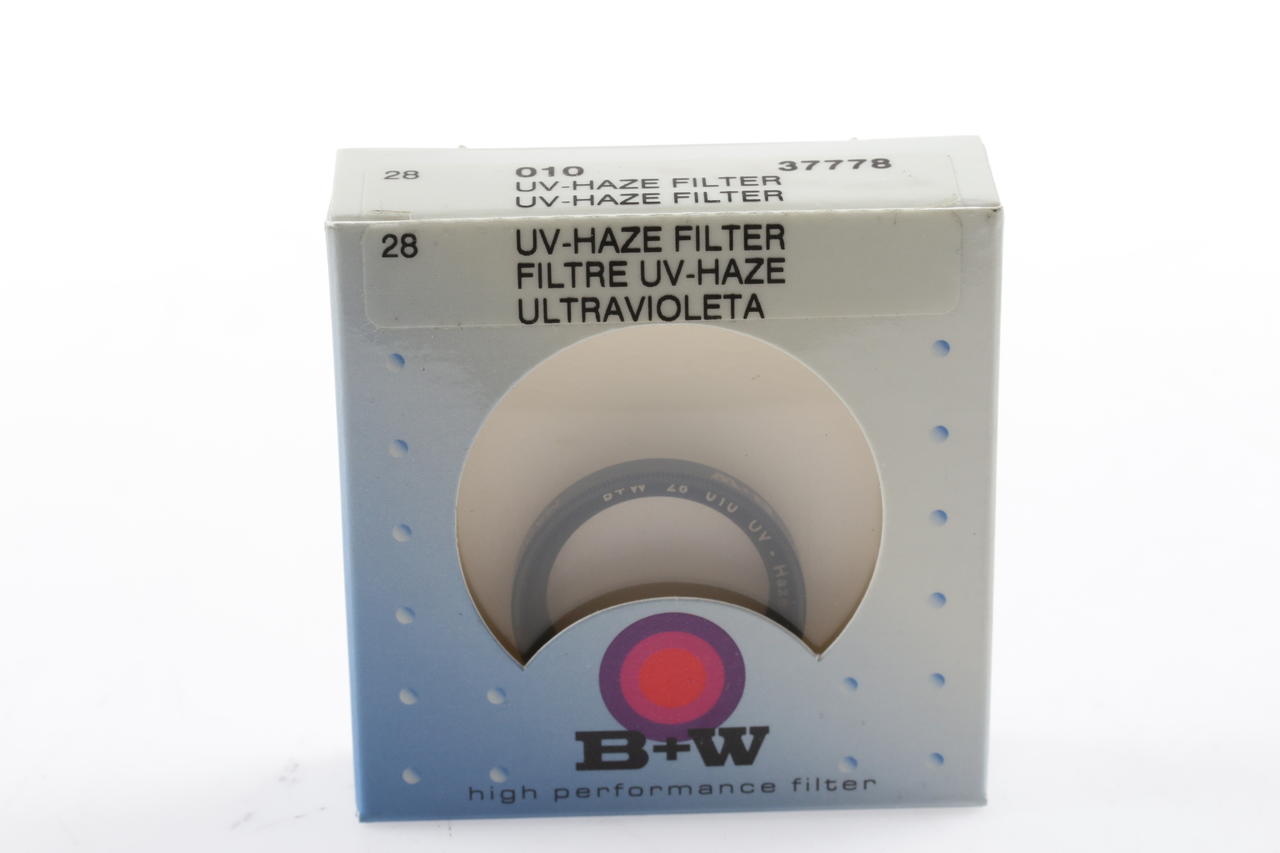 28 010 37778
UV-HAZE FILTER
UV-HAZE FILTER
28 UV-HAZE FILTER
FILTRE UV-HAZE
ULTRAVIOLETA
B+W 28 010 UV - Haze
B+W
high performance filter